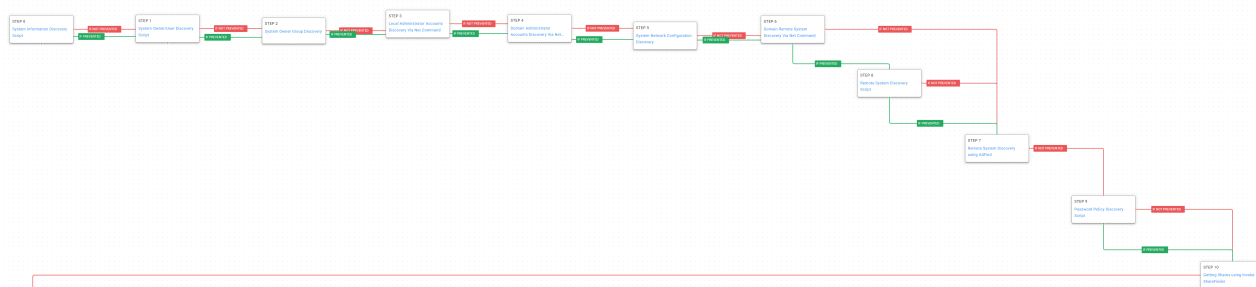 STEP 0
System Information Discovery
Script
IF NOT PREVENTED
IF PREVENTED
STEP 1
System Owner/User Discovery
Script
IF NOT PREVENTED
IF PREVENTED
STEP 2
Domain Owner Group Discovery
IF NOT PREVENTED
IF PREVENTED
STEP 3
Local Administrator Accounts
Discovery Via Net Command
IF NOT PREVENTED
IF PREVENTED
STEP 4
Domain Administrator
Accounts Discovery Via Net...
IF NOT PREVENTED
IF PREVENTED
STEP 5
System Network Configuration
Discovery
IF NOT PREVENTED
IF PREVENTED
STEP 6
Domain Remote System
Discovery Via Net Command
IF NOT PREVENTED
IF PREVENTED
STEP 8
Remote System Discovery
Script
IF NOT PREVENTED
IF PREVENTED
STEP 7
Remote System Discovery
using AdFind
IF NOT PREVENTED
STEP 9
Password Policy Discovery
Script
IF NOT PREVENTED
IF PREVENTED
STEP 10
Getting Shares using Invoke
ShareFinder